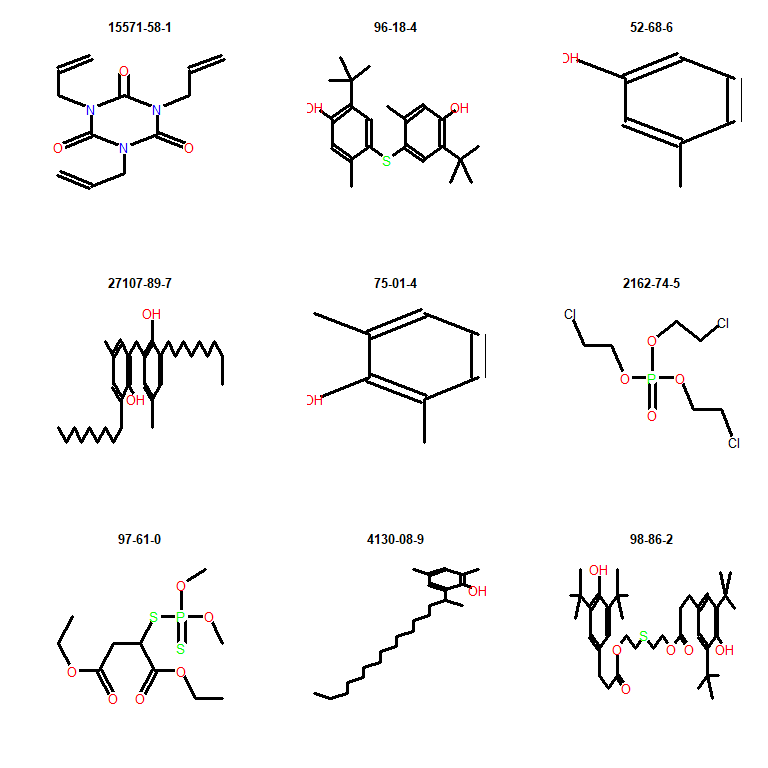 15571-58-1
96-18-4
52-68-6
O
N
N
O
N
O
OH
OH
S
OH
27107-89-7
75-01-4
2162-74-5
OH
OH
OH
Cl
Cl
O
O
P
O
O
Cl
97-61-0
4130-08-9
98-86-2
O
S
P
O
S
O
O
O
O
OH
OH
S
O
O
O
OH
O